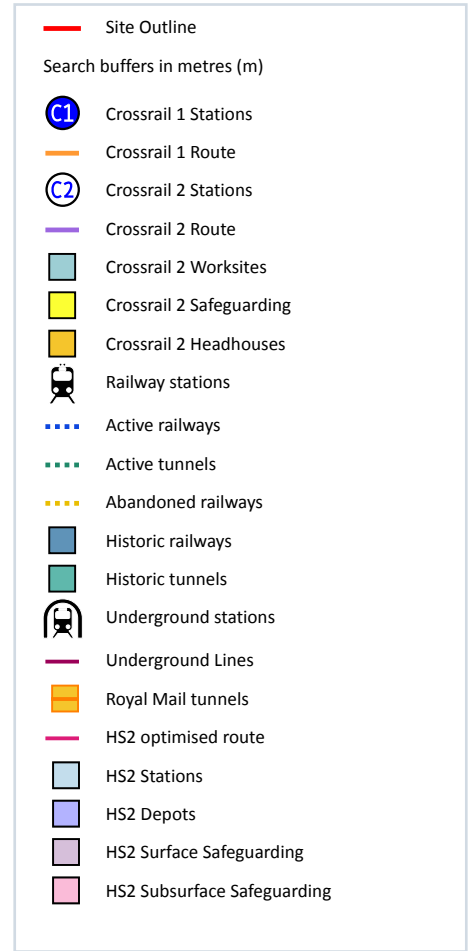 Site Outline
Search buffers in metres (m)
C1 Crossrail 1 Stations
Crossrail 1 Route
C2 Crossrail 2 Stations
Crossrail 2 Route
Crossrail 2 Worksites
Crossrail 2 Safeguarding
Crossrail 2 Headhouses
Railway stations
Active railways
Active tunnels
Abandoned railways
Historic railways
Historic tunnels
Underground stations
Underground Lines
Royal Mail tunnels
HS2 optimised route
HS2 Stations
HS2 Depots
HS2 Surface Safeguarding
HS2 Subsurface Safeguarding